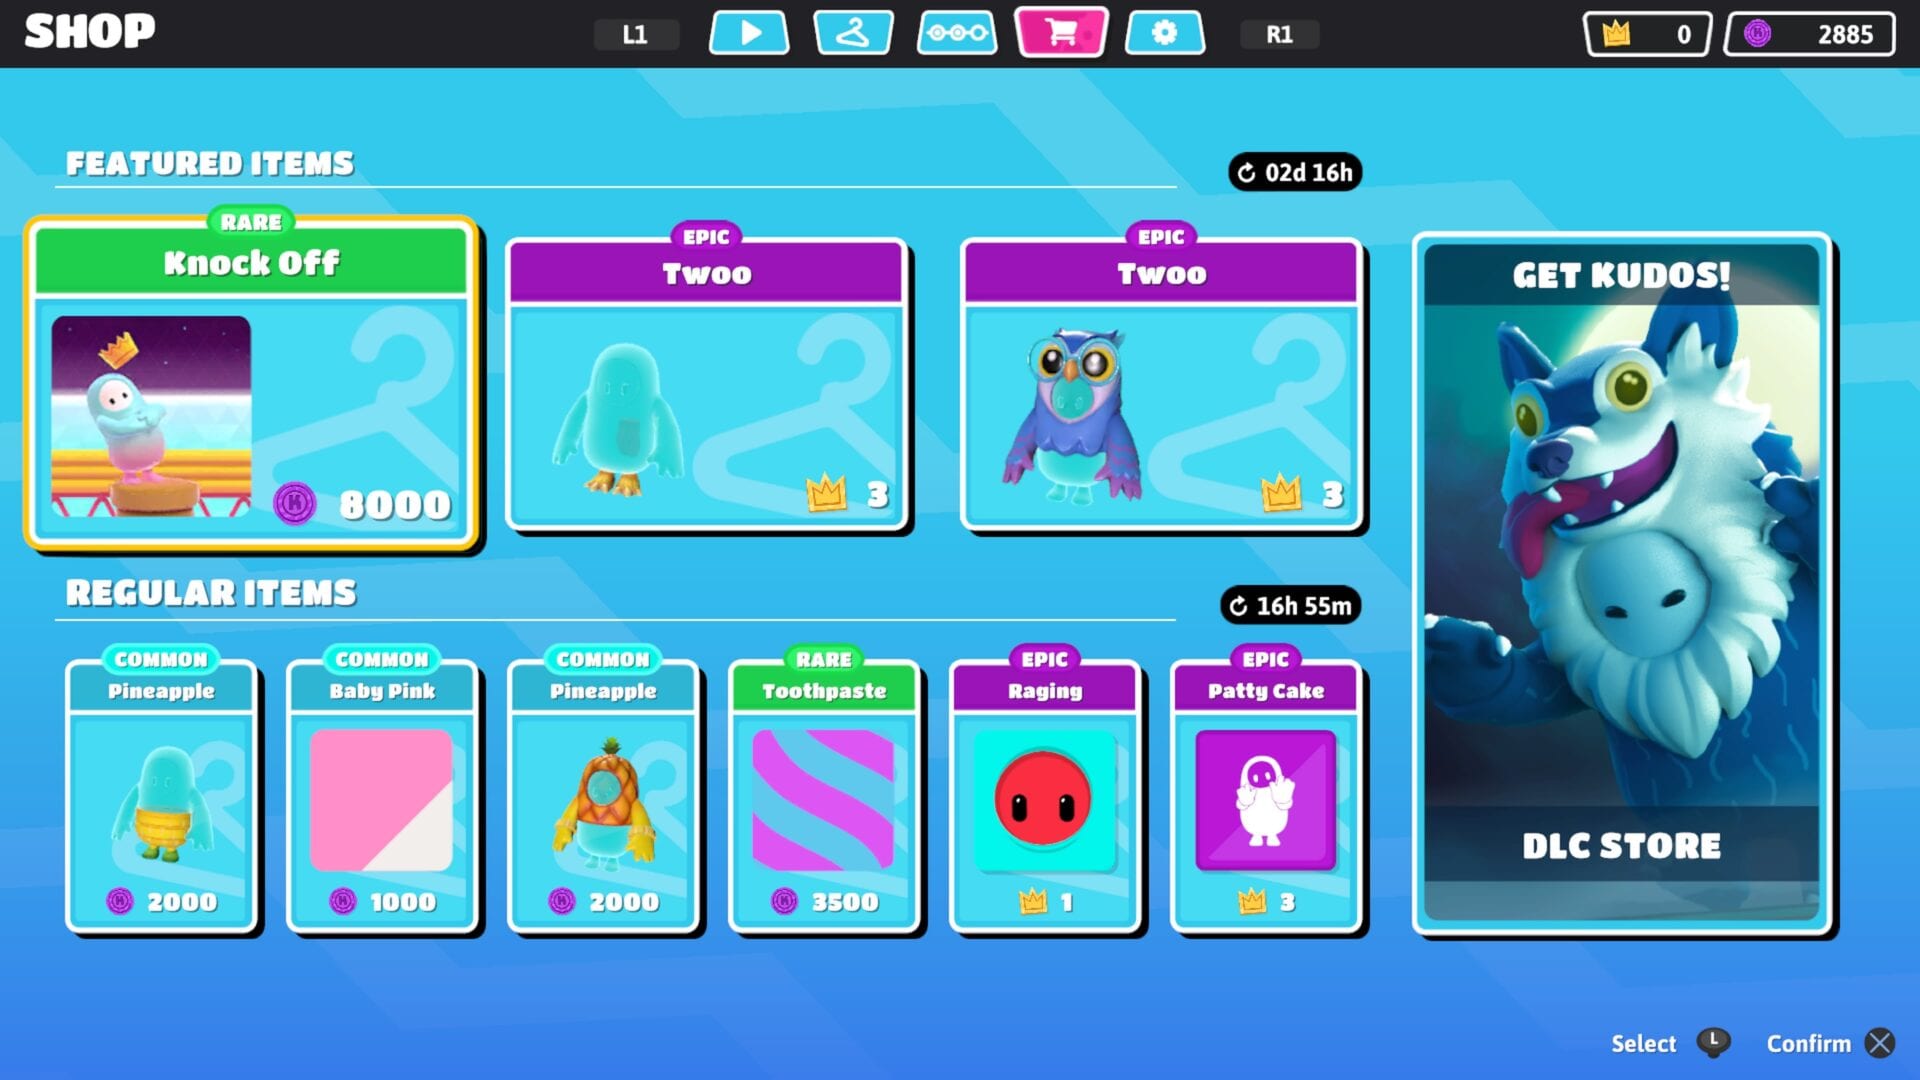 SHOP
L1
R1
0
2885
FEATURED ITEMS
02d 16h
RARE
Knock Off
8000
EPIC
Twoo
3
EPIC
Twoo
3
GET KUDOS!
DLC STORE
REGULAR ITEMS
16h 55m
COMMON
Pineapple
2000
COMMON
Baby Pink
1000
COMMON
Pineapple
2000
RARE
Toothpaste
3500
EPIC
Raging
1
EPIC
Patty Cake
3
Select L Confirm